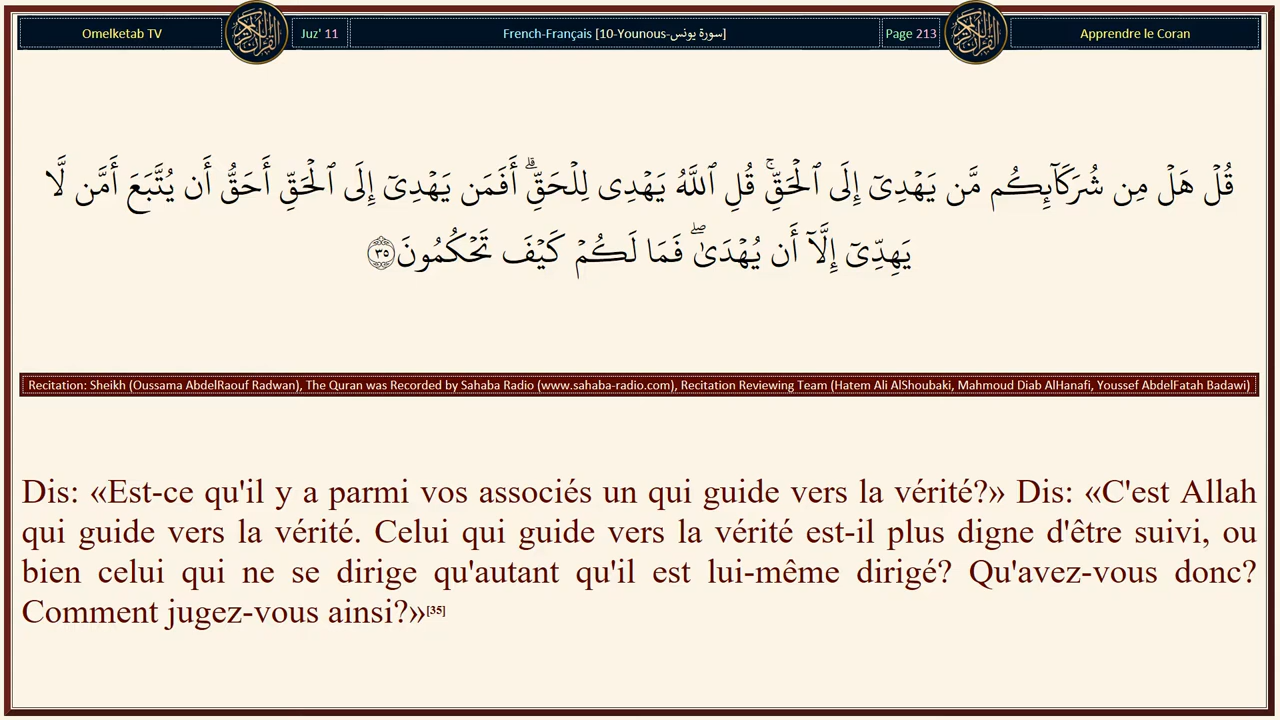 Omelketab TV
Juz' 11
French-Français [10-Younous-سورة يونس]
Page 213
Apprendre le Coran
قُلۡ هَلۡ مِن شُرَكَآئِكُم مَّن يَهۡدِيٓ إِلَى ٱلۡحَقِّۚ قُلِ ٱللَّهُ يَهۡدِي لِلۡحَقِّۗ أَفَمَن يَهۡدِيٓ إِلَى ٱلۡحَقِّ أَحَقُّ أَن يُتَّبَعَ أَمَّن لَّا
يَهِدِّيٓ إِلَّآ أَن يُهۡدَىٰۖ فَمَا لَكُمۡ كَيۡفَ تَحۡكُمُونَ ٣٥
Recitation: Sheikh (Oussama AbdelRaouf Radwan), The Quran was Recorded by Sahaba Radio (www.sahaba-radio.com), Recitation Reviewing Team (Hatem Ali AlShoubaki, Mahmoud Diab AlHanafi, Youssef AbdelFatah Badawi)
Dis: «Est-ce qu'il y a parmi vos associés un qui guide vers la vérité?» Dis: «C'est Allah
qui guide vers la vérité. Celui qui guide vers la vérité est-il plus digne d'être suivi, ou
bien celui qui ne se dirige qu'autant qu'il est lui-même dirigé? Qu'avez-vous donc?
Comment jugez-vous ainsi?»[35]